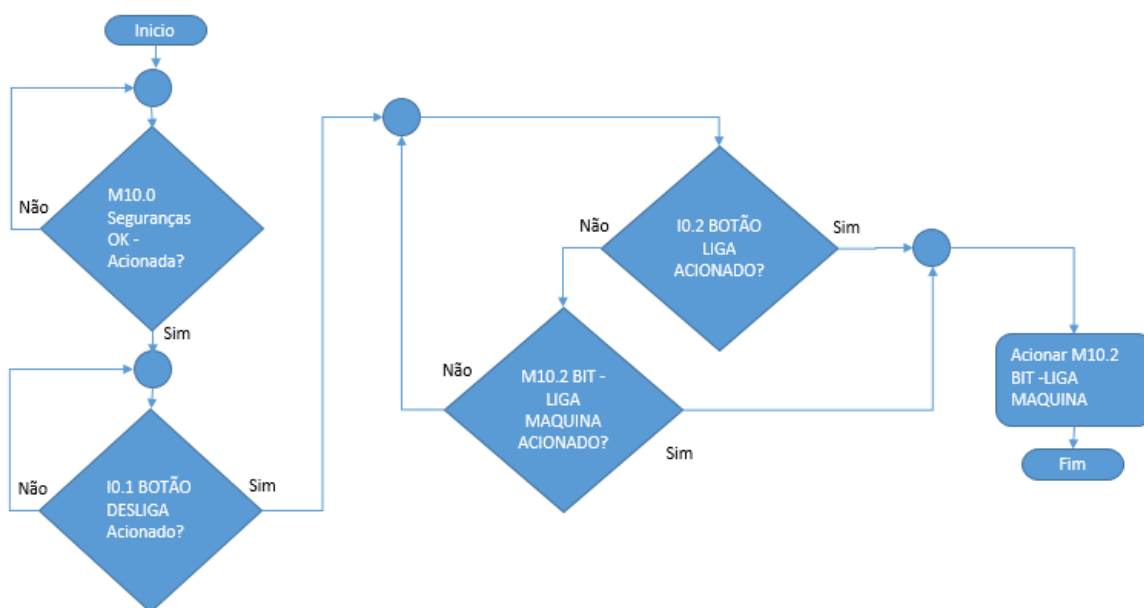 Inicio
M10.0
Seguranças
OK -
Acionada?
Não
Sim
I0.1 BOTÃO
DESLIGA
Acionado?
Não
Sim
I0.2 BOTÃO
LIGA
ACIONADO?
Não
Sim
M10.2 BIT -
LIGA
MAQUINA
ACIONADO?
Não
Sim
Acionar M10.2
BIT -LIGA
MAQUINA
Fim